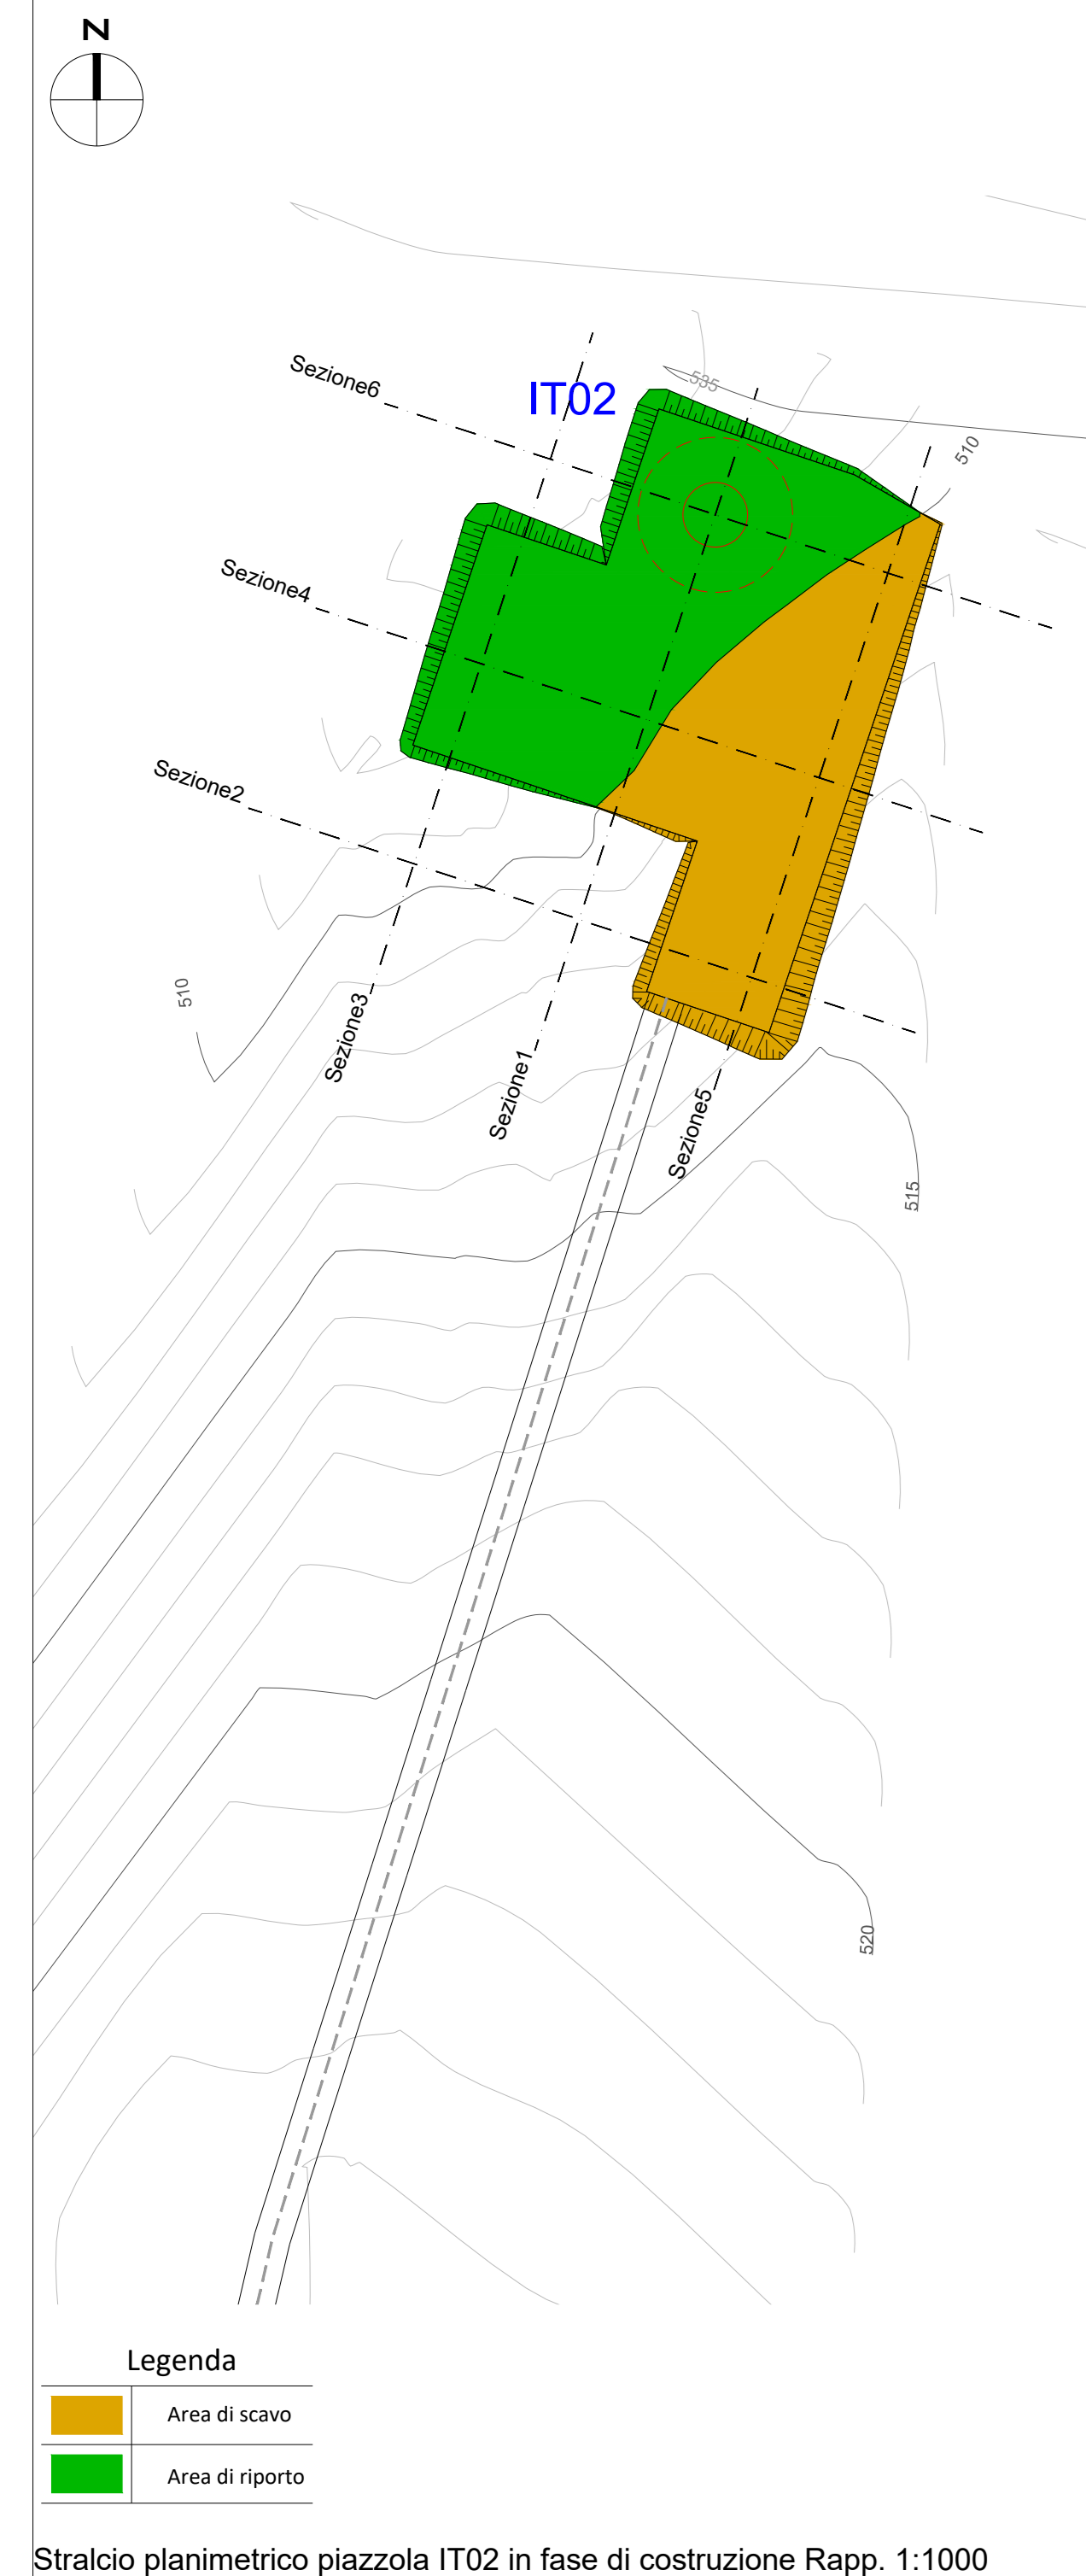 N
535
Sezione6
IT02
510
Sezione4
Sezione2
510
Sezione3
Sezione1
Sezione5
515
520
Legenda
Area di scavo
Area di riporto
Stralcio planimetrico piazzola IT02 in fase di costruzione Rapp. 1:1000